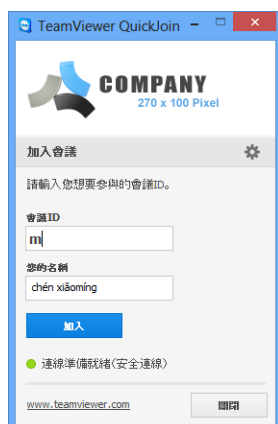 TeamViewer QuickJoin
COMPANY
270 x 100 Pixel
加入會議
請輸入您想要參與的會議ID。
會議ID
m
您的名稱
chén xiǎomíng
加入
連線準備就緒(安全連線)
www.teamviewer.com
關閉